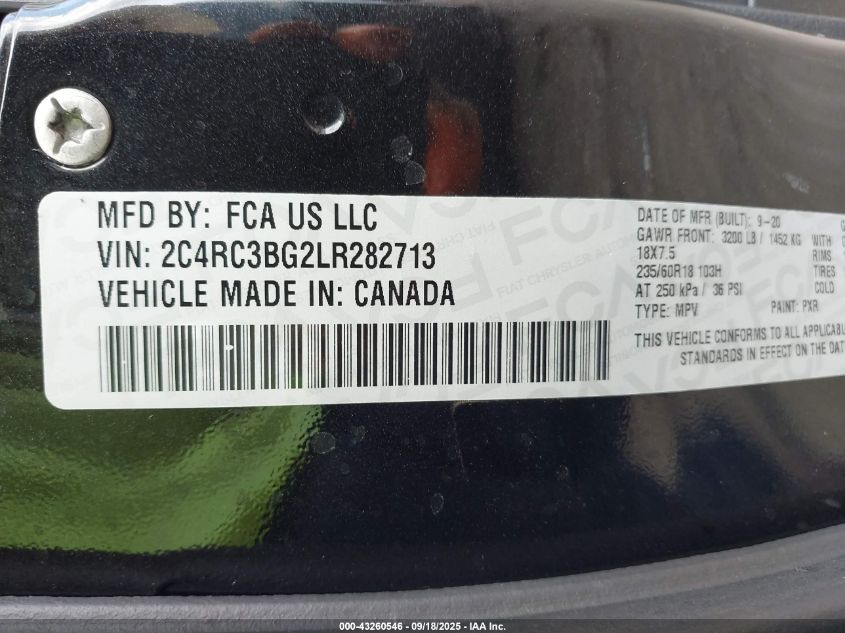 MFD BY: FCA US LLC
VIN: 2C4RC3BG2LR282713
VEHICLE MADE IN: CANADA
DATE OF MFR (BUILT): 9-20
GAWR FRONT: 3200 LB / 1452 KG WITH
18X7.5 RIMS
235/60R18 103H TIRES
AT 250 kPa / 36 PSI COLD
TYPE: MPV PAINT: PXR
THIS VEHICLE CONFORMS TO ALL
STANDARDS IN EFFECT ON THE
FCA
FIAT CHRYSLER
000-43260546 - 09/18/2025 - IAA Inc.